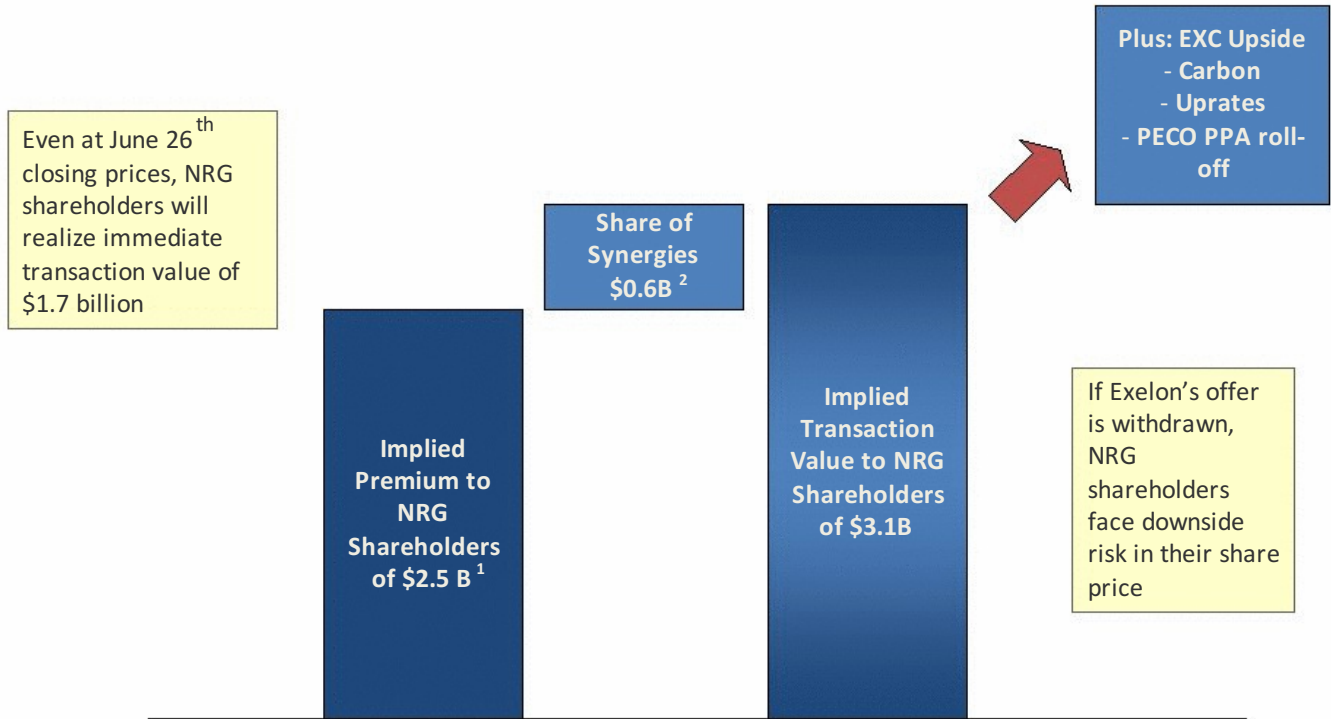 Even at June 26 th
closing prices, NRG
shareholders will
realize immediate
transaction value of
$1.7 billion
Implied
Premium to
NRG
Shareholders
of $2.5 B 1
Share of
Synergies
$0.6B 2
Implied
Transaction
Value to NRG
Shareholders
of $3.1B
Plus: EXC Upside
- Carbon
- Uprates
- PECO PPA roll-
off
If Exelon’s offer
is withdrawn,
NRG
shareholders
face downside
risk in their share
price